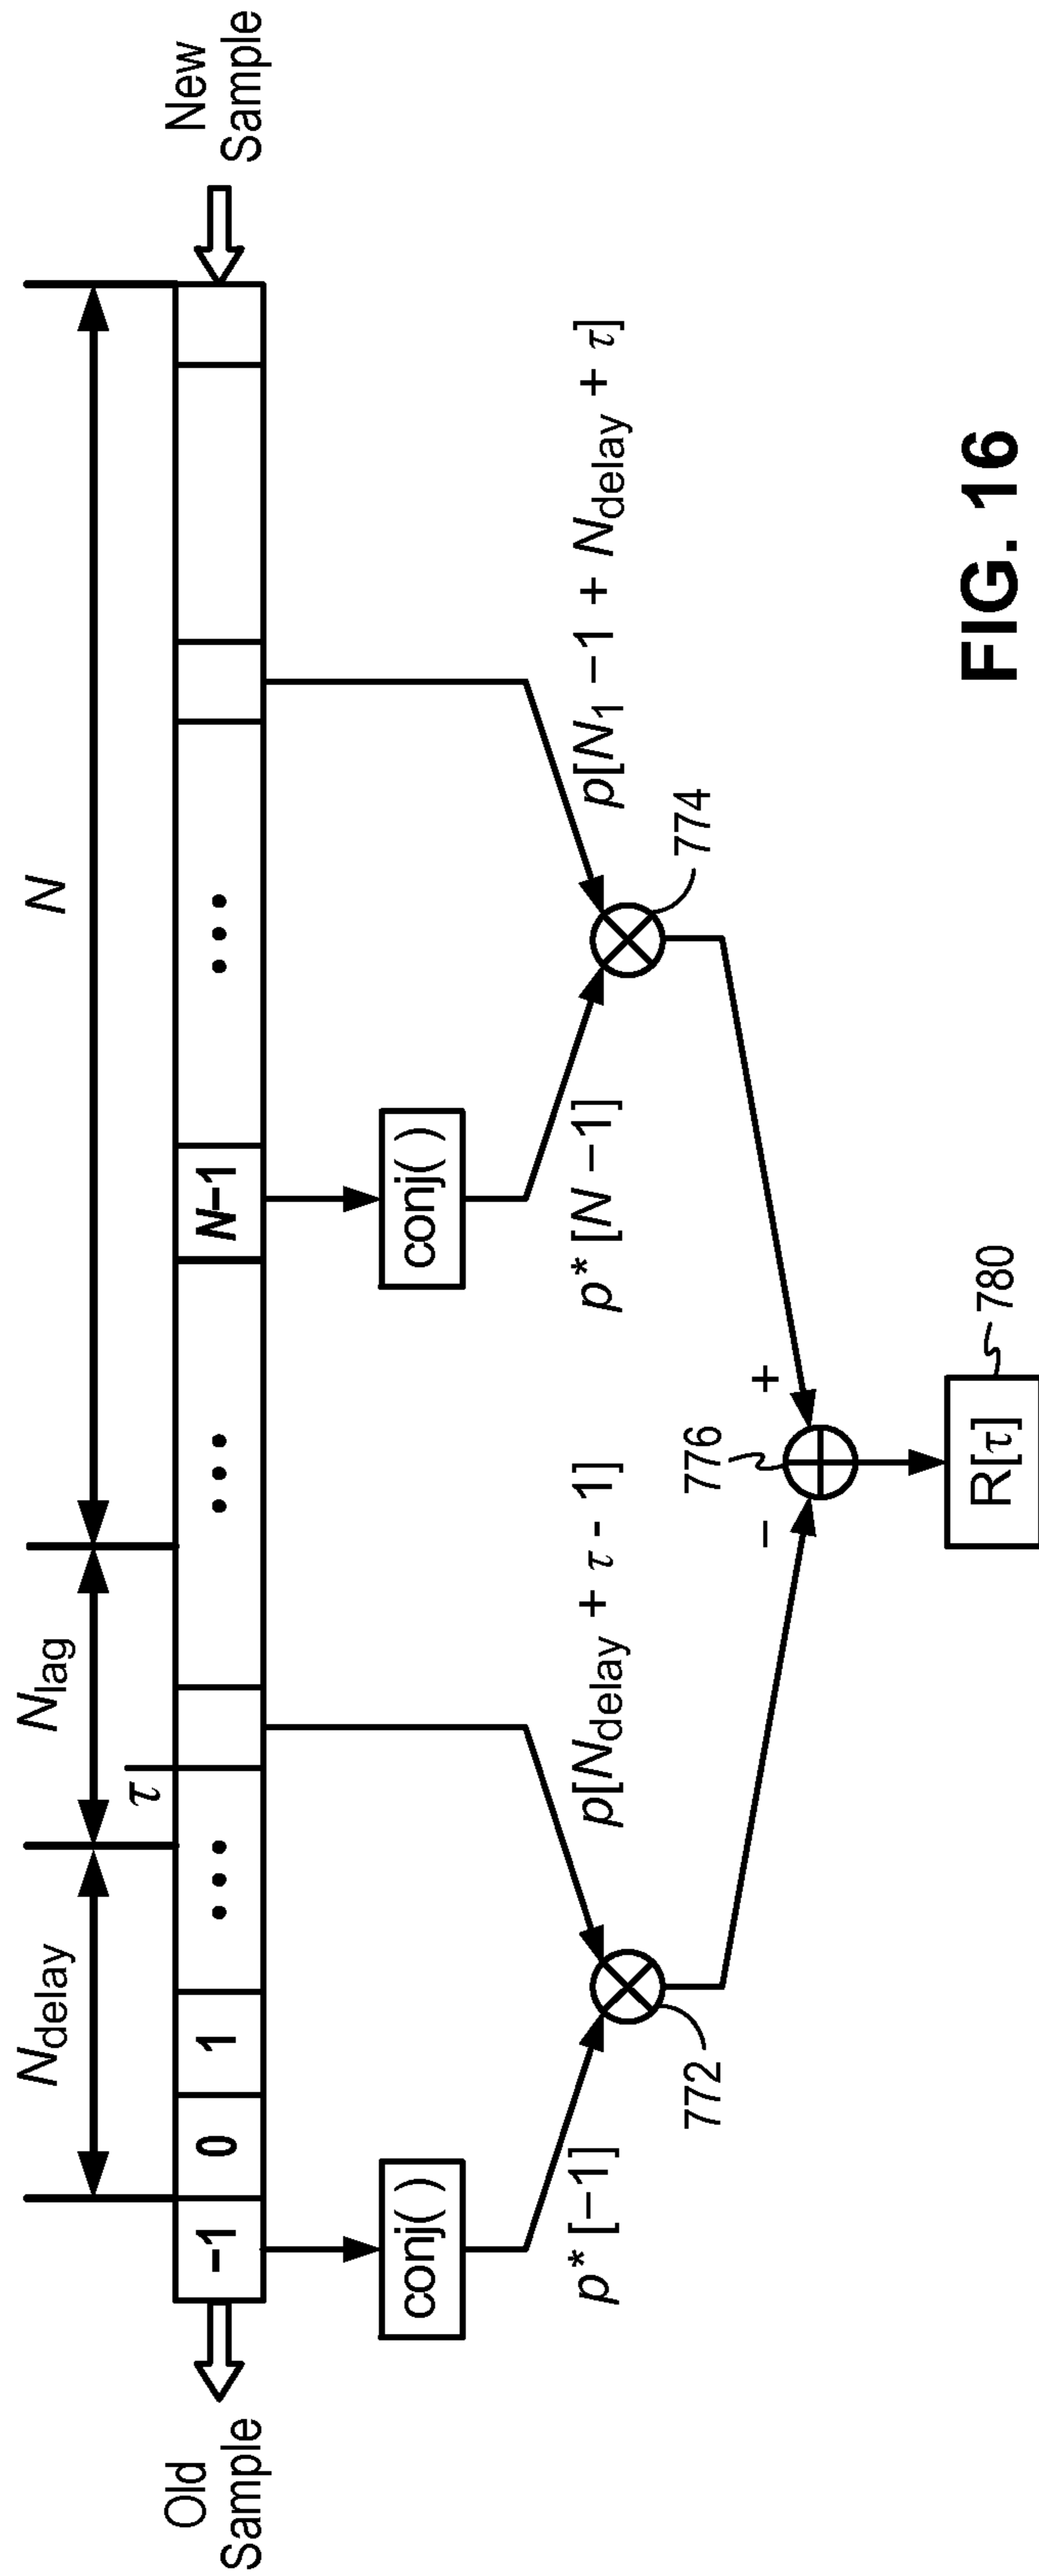 N_delay
N_lag
N
τ
Old
Sample
−1
0
1
•••
•••
N−1
•••
New
Sample
conj( )
conj( )
p* [−1]
p[N_delay + τ - 1]
p* [N −1]
p[N_1 −1 + N_delay + τ]
772
774
−
776
+
R[τ]
780
FIG. 16